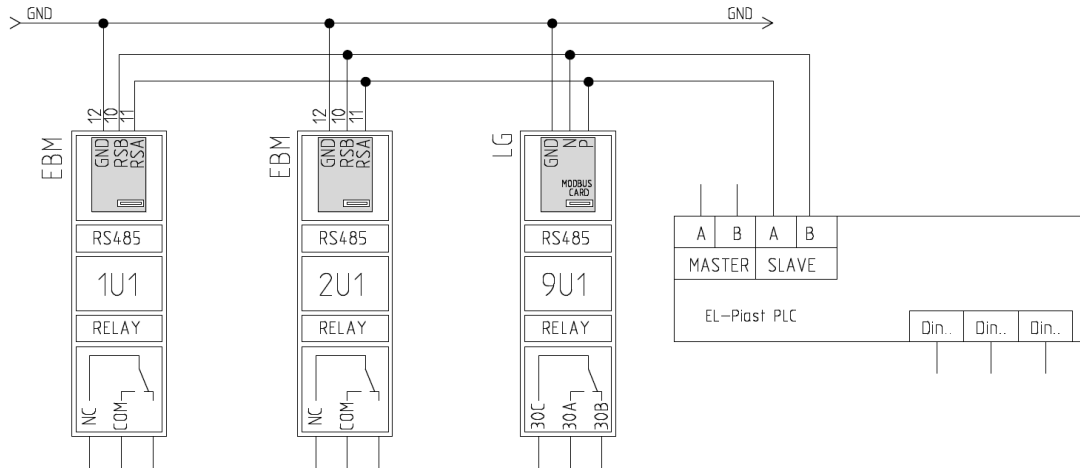 GND GND
12 10 11 12 10 11
EBM GND RSB RSA EBM GND RSB RSA LG GND N P
MODBUS
CARD
RS485 RS485 RS485
A B A B
MASTER SLAVE
1U1 2U1 9U1
EL-Piast PLC
RELAY RELAY RELAY Din.. Din.. Din..
NC COM NC COM 30C 30A 30B